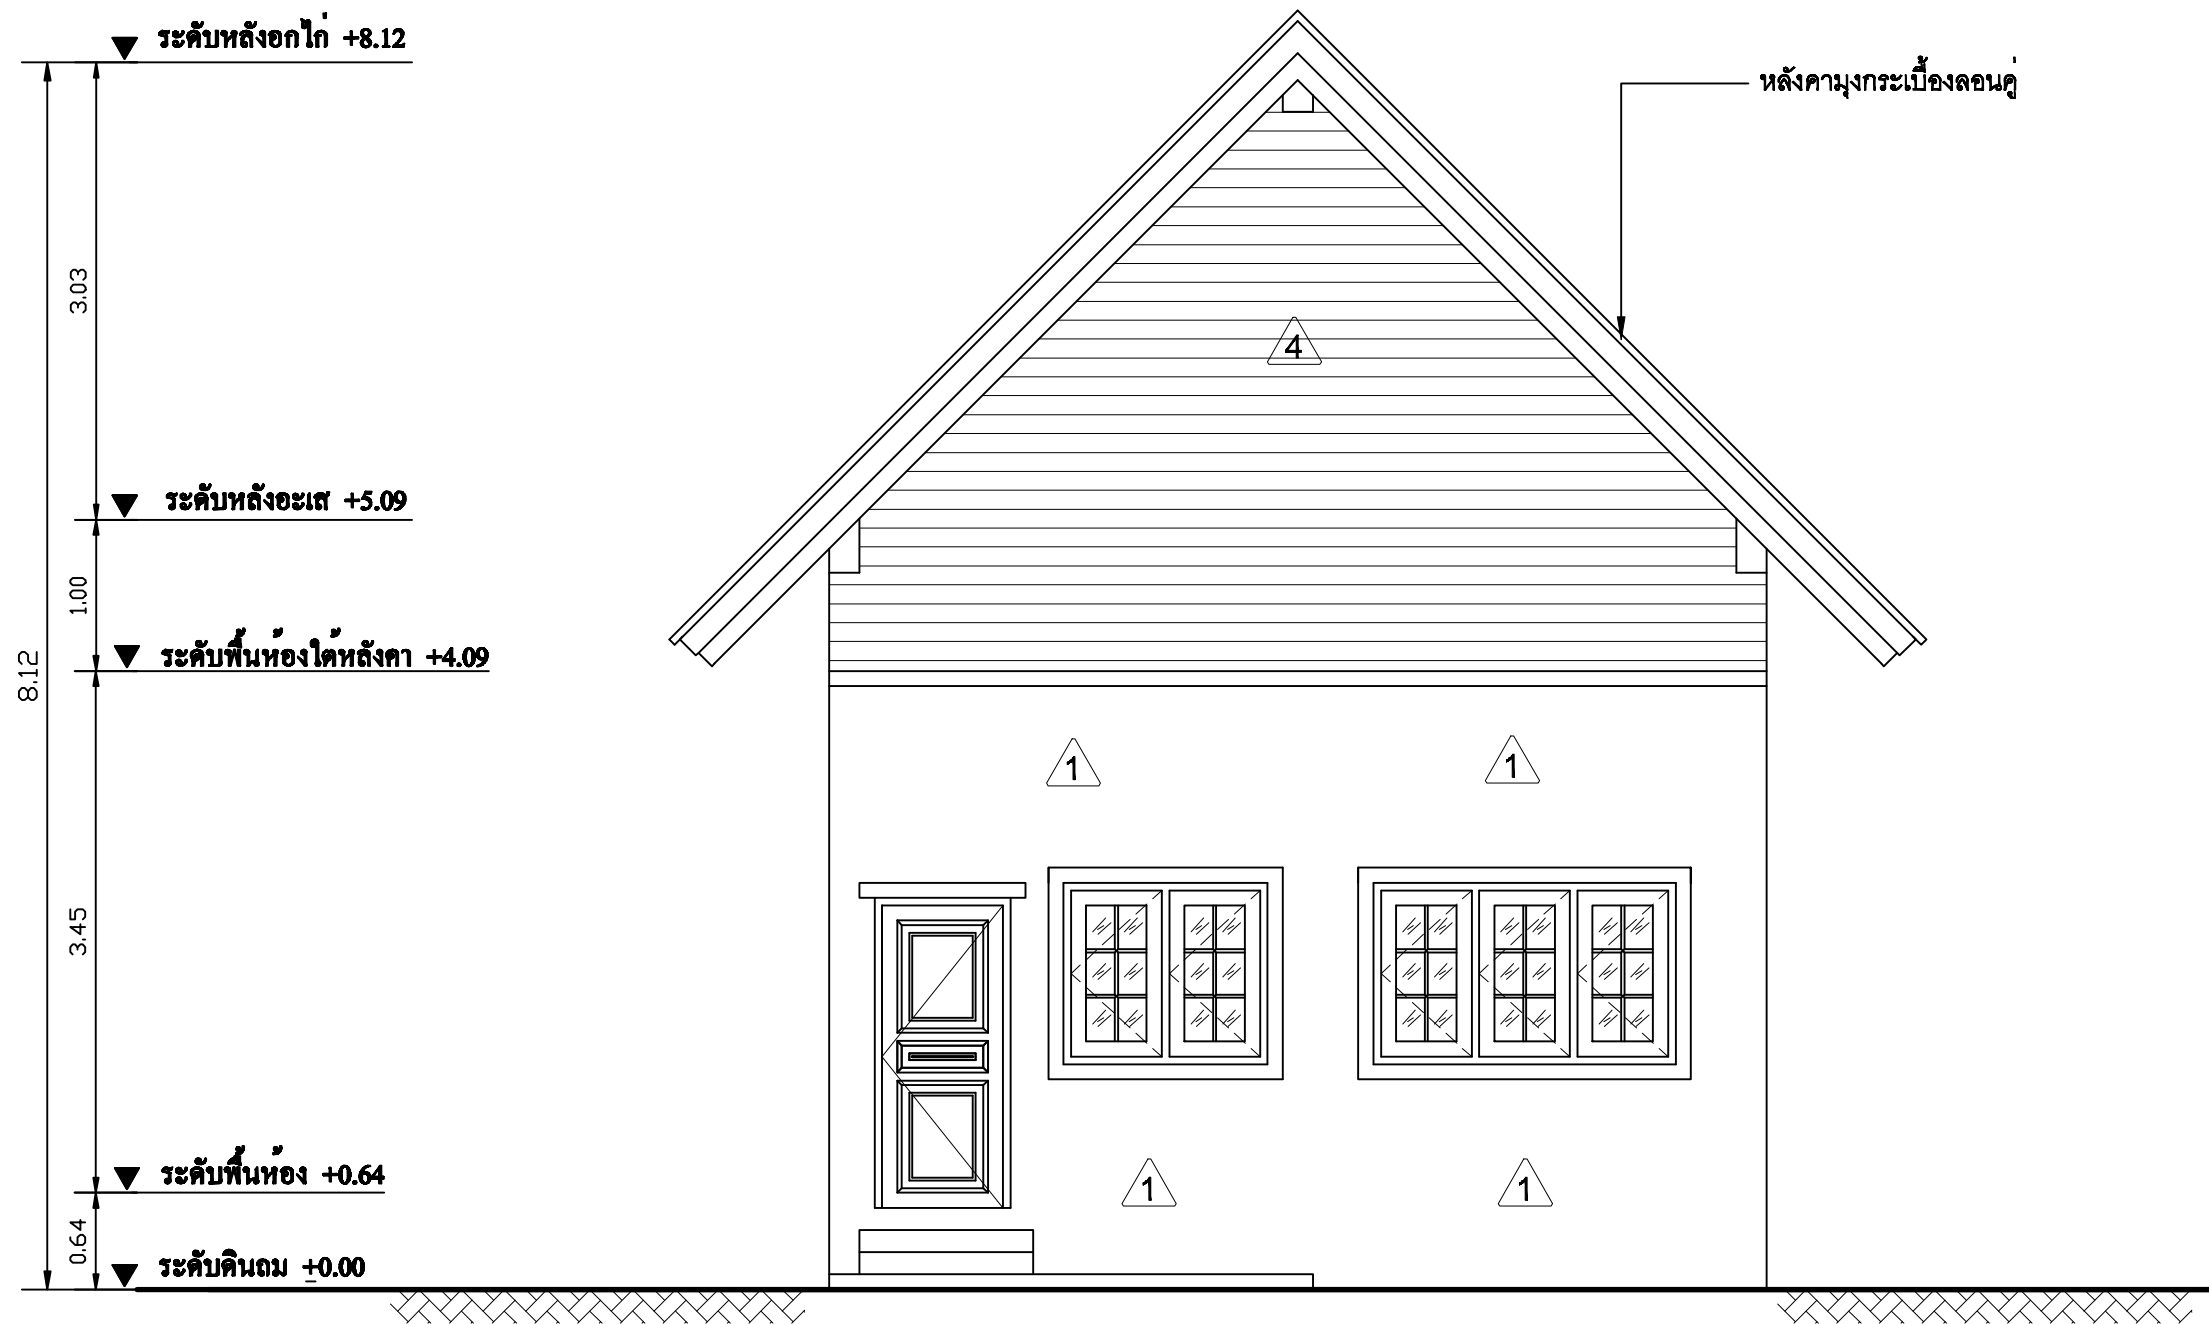 ระดับหลังอกไก่ +8.12
หลังคามุงกระเบื้องลอนคู่
3.03
4
ระดับหลังอะเส +5.09
1.00
ระดับพื้นห้องใต้หลังคา +4.09
8.12
1
1
3.45
ระดับพื้นห้อง +0.64
1
1
0.64
ระดับดินถม ±0.00